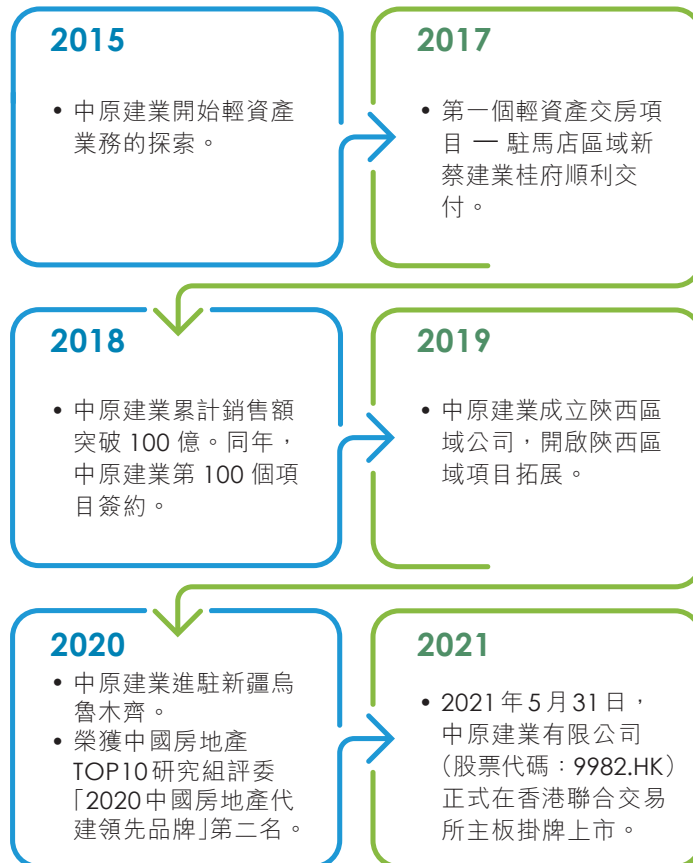 2015
• 中原建業開始輕資產
業務的探索。
2017
• 第一個輕資產交房項
目 — 駐馬店區域新
蔡建業桂府順利交
付。
2018
• 中原建業累計銷售額
突破 100 億。同年，
中原建業第 100 個項
目簽約。
2019
• 中原建業成立陝西區
域公司，開啟陝西區
域項目拓展。
2020
• 中原建業進駐新疆烏
魯木齊。
• 榮獲中國房地產
TOP10研究組評委
「2020中國房地產代
建領先品牌」第二名。
2021
• 2021年5月31日，
中原建業有限公司
（股票代碼：9982.HK）
正式在香港聯合交易
所主板掛牌上市。